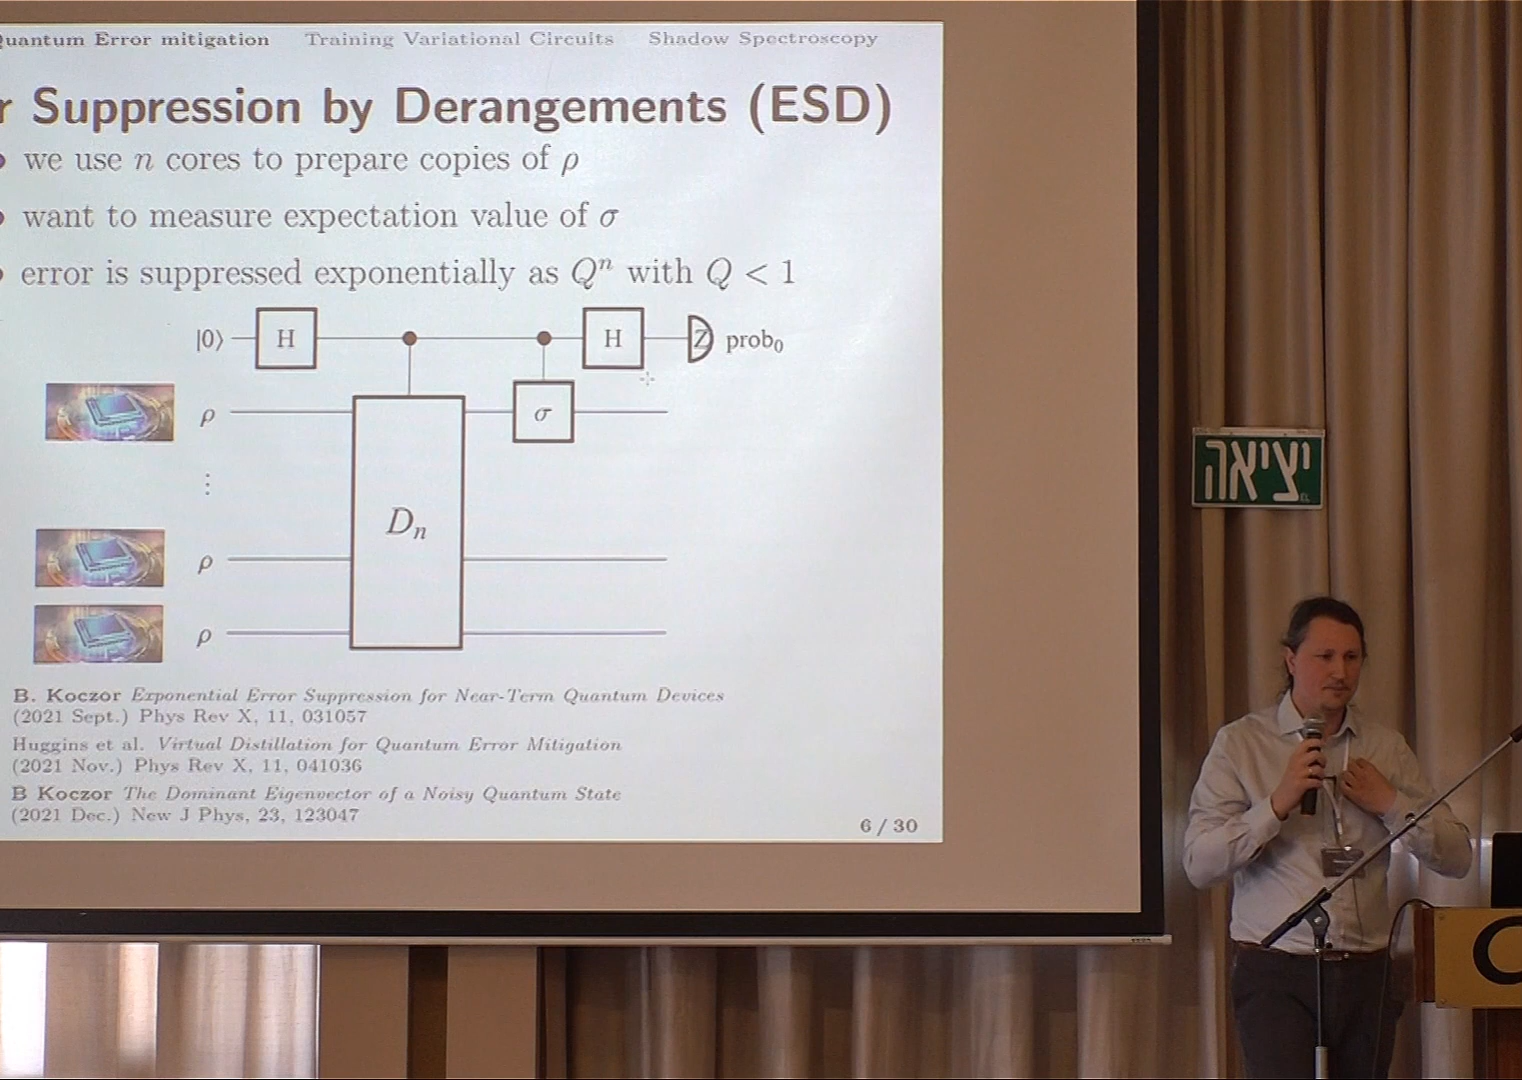 Quantum Error mitigation Training Variational Circuits Shadow Spectroscopy
r Suppression by Derangements (ESD)
we use n cores to prepare copies of ρ
want to measure expectation value of σ
error is suppressed exponentially as Qⁿ with Q < 1
|0⟩ H H Z prob₀
ρ σ
⋮
Dₙ
ρ
ρ
B. Koczor Exponential Error Suppression for Near-Term Quantum Devices
(2021 Sept.) Phys Rev X, 11, 031057
Huggins et al. Virtual Distillation for Quantum Error Mitigation
(2021 Nov.) Phys Rev X, 11, 041036
B Koczor The Dominant Eigenvector of a Noisy Quantum State
(2021 Dec.) New J Phys, 23, 123047
6 / 30
יציאה